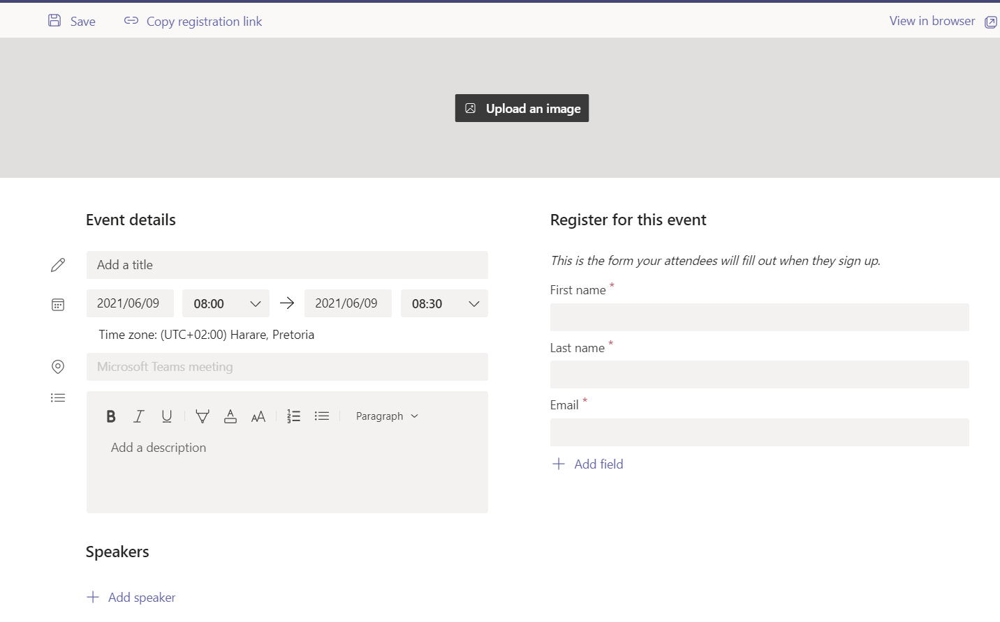 Save
Copy registration link
View in browser
Upload an image
Event details
Add a title
2021/06/09
08:00
2021/06/09
08:30
Time zone: (UTC+02:00) Harare, Pretoria
Microsoft Teams meeting
B I U A AA Paragraph
Add a description
Speakers
Add speaker
Register for this event
This is the form your attendees will fill out when they sign up.
First name *
Last name *
Email *
Add field